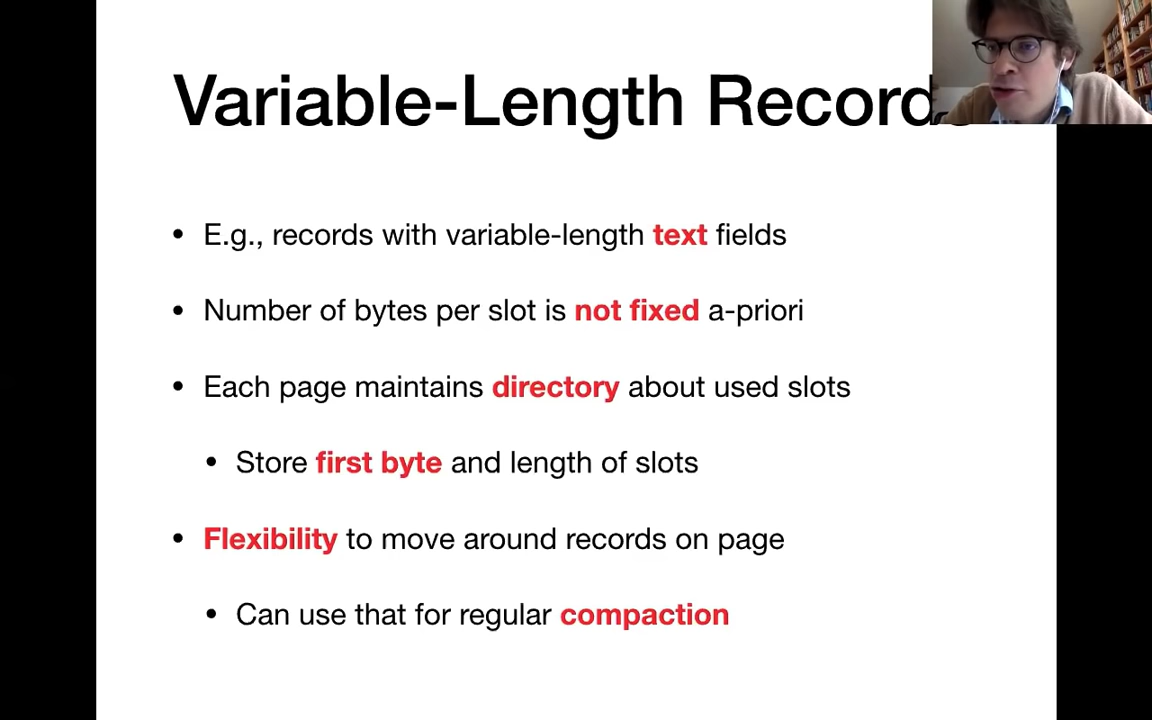 Variable-Length Records
• E.g., records with variable-length text fields
• Number of bytes per slot is not fixed a-priori
• Each page maintains directory about used slots
• Store first byte and length of slots
• Flexibility to move around records on page
• Can use that for regular compaction